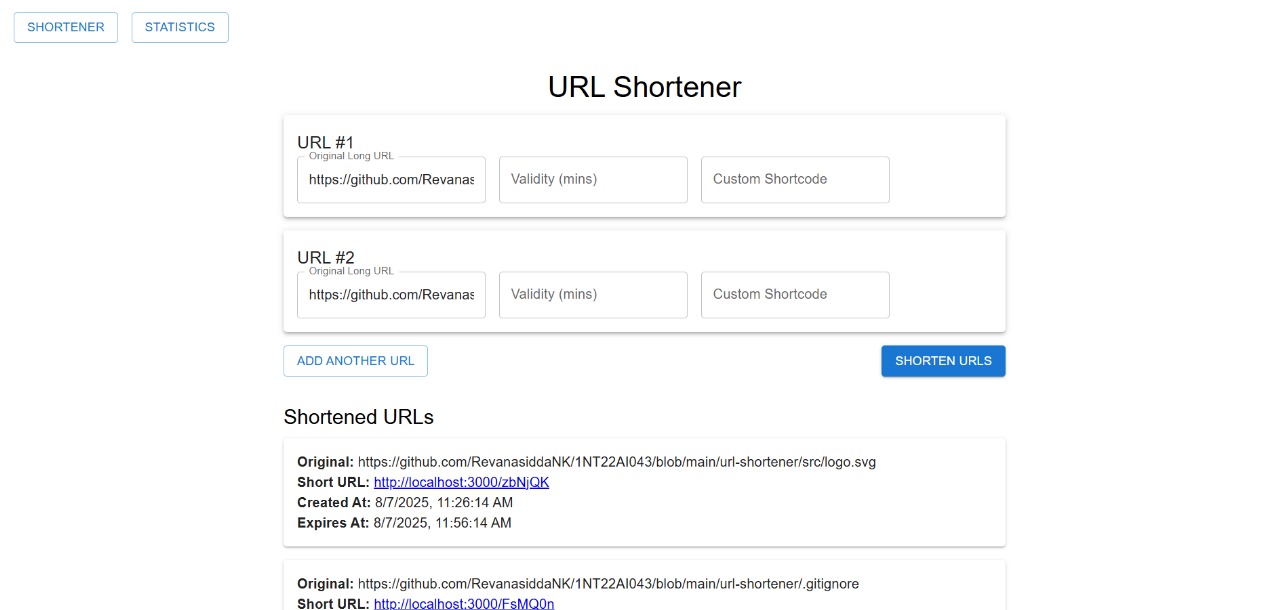 SHORTENER STATISTICS
URL Shortener
URL #1
Original Long URL
https://github.com/Revanas Validity (mins) Custom Shortcode
URL #2
Original Long URL
https://github.com/Revanas Validity (mins) Custom Shortcode
ADD ANOTHER URL SHORTEN URLS
Shortened URLs
Original: https://github.com/RevanasiddaNK/1NT22AI043/blob/main/url-shortener/src/logo.svg
Short URL: http://localhost:3000/zbNjQK
Created At: 8/7/2025, 11:26:14 AM
Expires At: 8/7/2025, 11:56:14 AM
Original: https://github.com/RevanasiddaNK/1NT22AI043/blob/main/url-shortener/.gitignore
Short URL: http://localhost:3000/FsMQ0n